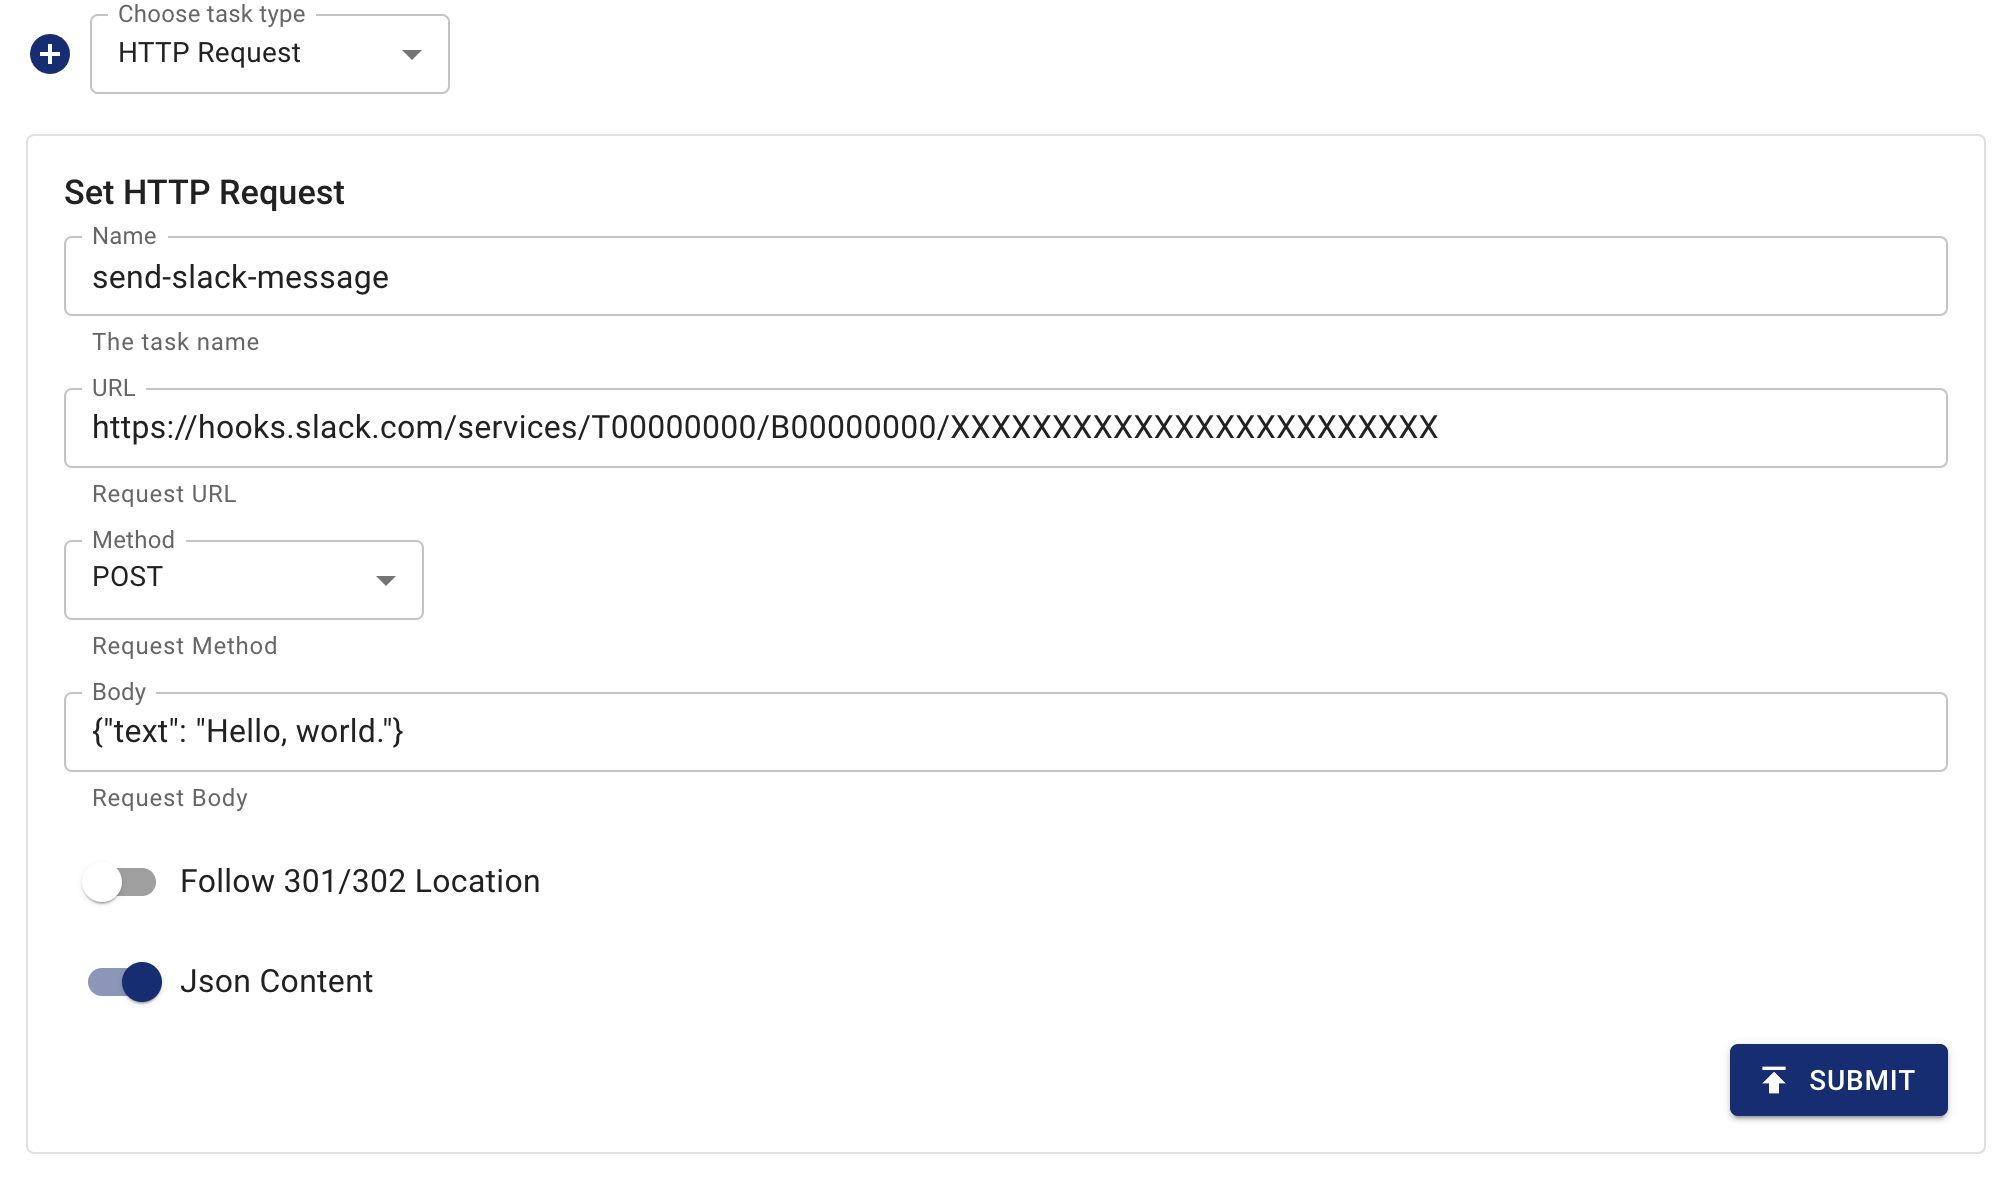 Choose task type
HTTP Request
Set HTTP Request
Name
send-slack-message
The task name
URL
https://hooks.slack.com/services/T00000000/B00000000/XXXXXXXXXXXXXXXXXXXXXXXX
Request URL
Method
POST
Request Method
Body
{"text": "Hello, world."}
Request Body
Follow 301/302 Location
Json Content
SUBMIT